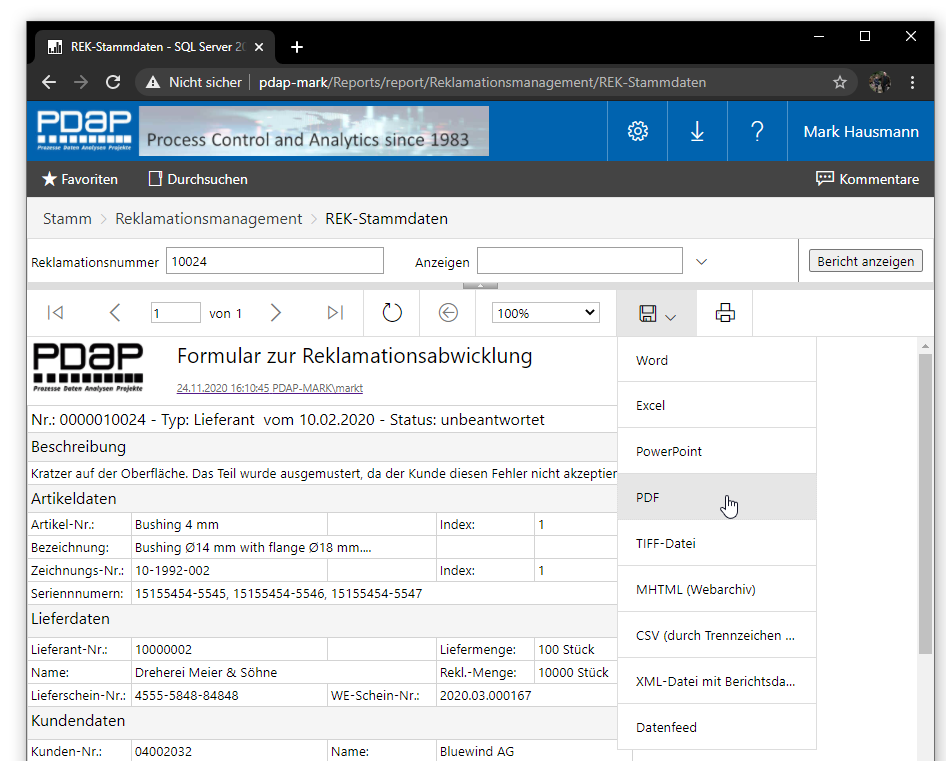 REK-Stammdaten - SQL Server 20
Nicht sicher | pdap-mark/Reports/report/Reklamationsmanagement/REK-Stammdaten
PDAP
Prozesse Daten Analysen Projekte
Process Control and Analytics since 1983
?
Mark Hausmann
Favoriten
Durchsuchen
Kommentare
Stamm > Reklamationsmanagement > REK-Stammdaten
Reklamationsnummer 10024 Anzeigen Bericht anzeigen
1 von 1 100%
PDAP
Prozesse Daten Analysen Projekte
Formular zur Reklamationsabwicklung
24.11.2020 16:10:45 PDAP-MARK\markt
Nr.: 0000010024 - Typ: Lieferant vom 10.02.2020 - Status: unbeantwortet
Beschreibung
Kratzer auf der Oberfläche. Das Teil wurde ausgemustert, da der Kunde diesen Fehler nicht akzeptier
Artikeldaten
Artikel-Nr.: Bushing 4 mm Index: 1
Bezeichnung: Bushing Ø14 mm with flange Ø18 mm....
Zeichnungs-Nr.: 10-1992-002 Index: 1
Seriennnumern: 15155454-5545, 15155454-5546, 15155454-5547
Lieferdaten
Lieferant-Nr.: 10000002 Liefermenge: 100 Stück
Name: Dreherei Meier & Söhne Rekl.-Menge: 10000 Stück
Lieferschein-Nr.: 4555-5848-84848 WE-Schein-Nr.: 2020.03.000167
Kundendaten
Kunden-Nr.: 04002032 Name: Bluewind AG
Word
Excel
PowerPoint
PDF
TIFF-Datei
MHTML (Webarchiv)
CSV (durch Trennzeichen ...
XML-Datei mit Berichtsda...
Datenfeed